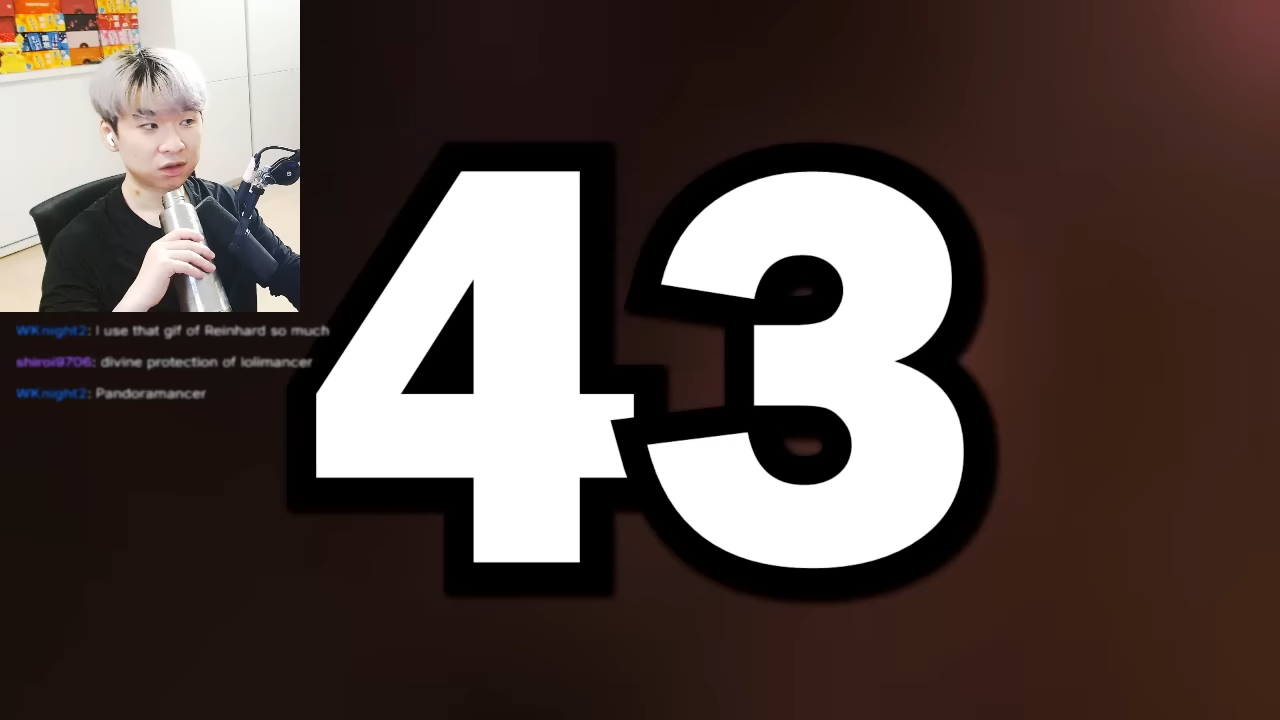 43
WKnight2: I use that gif of Reinhard so much
shiroi9706: divine protection of lolimancer
WKnight2: Pandoramancer